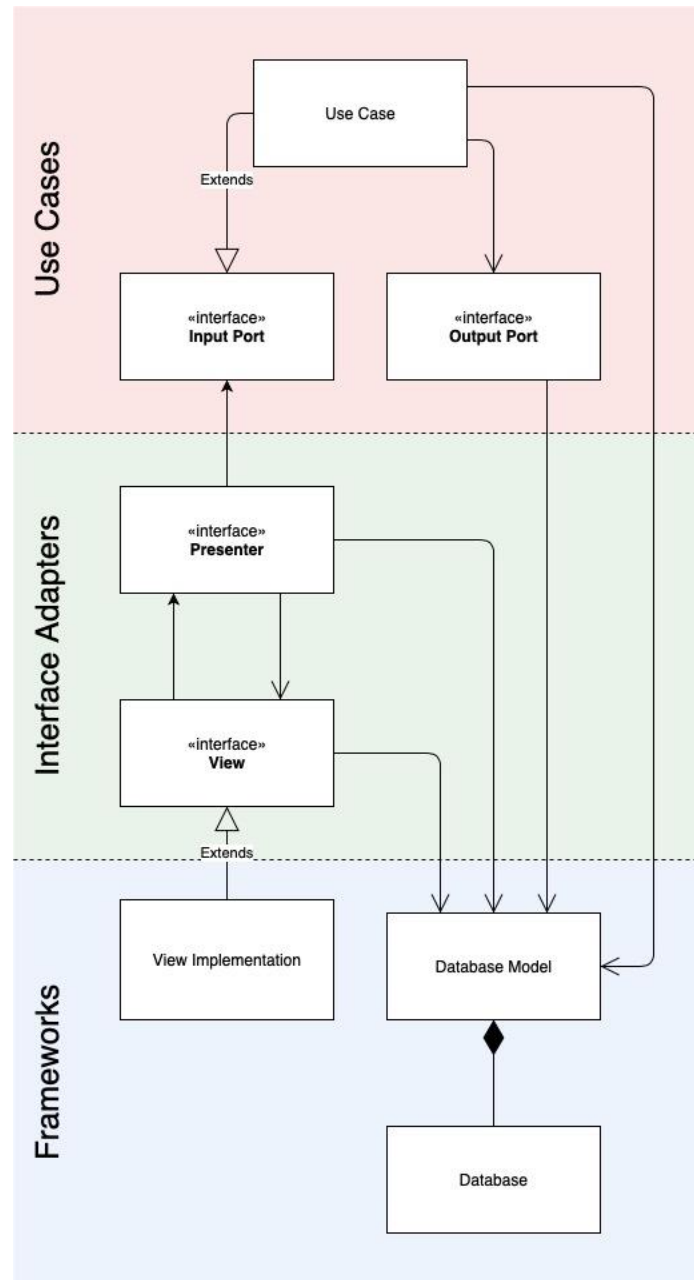 Use Cases
Use Case
Extends
«interface»
Input Port
«interface»
Output Port
Interface Adapters
«interface»
Presenter
«interface»
View
Extends
Frameworks
View Implementation
Database Model
Database